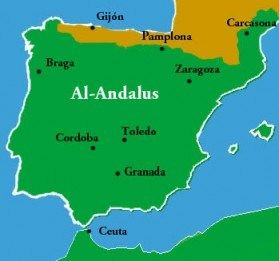 Gijón
Carcasona
Pamplona
Braga
Zaragoza
Al-Andalus
Cordoba
Toledo
Granada
Ceuta